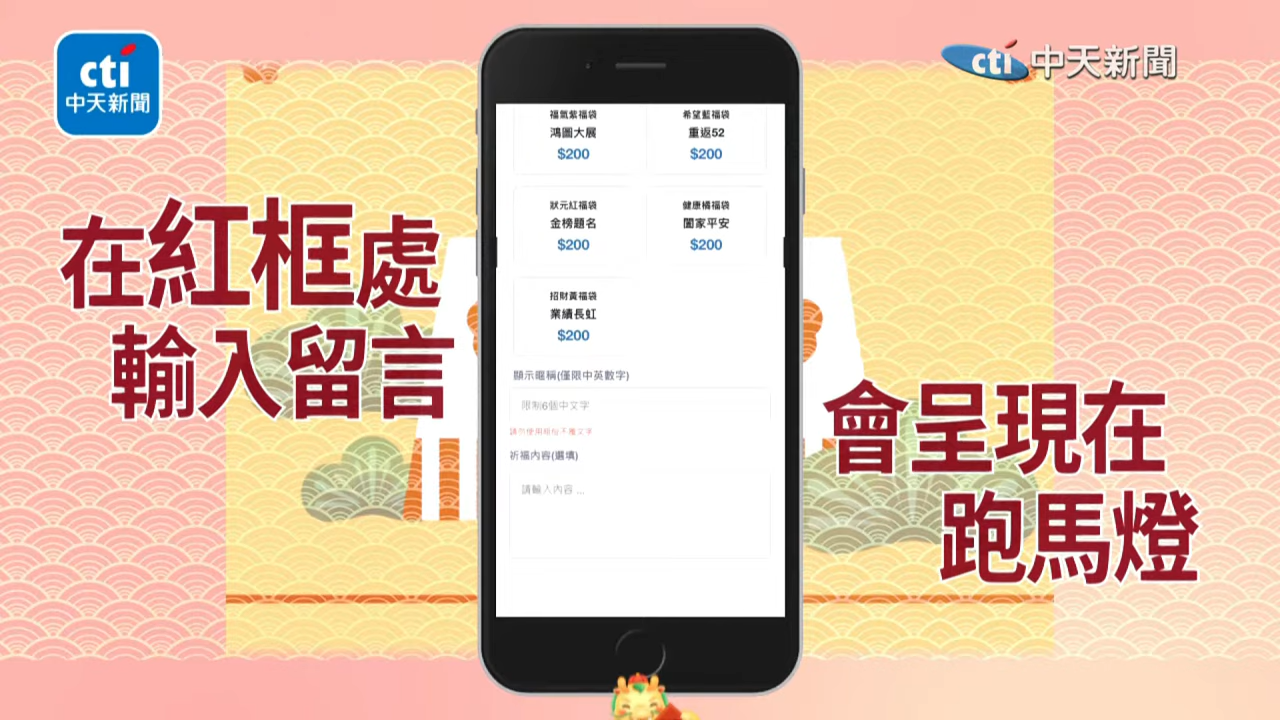 cti
中天新聞
cti 中天新聞
在紅框處
輸入留言
福氣紫福袋
鴻圖大展
$200
希望藍福袋
重返52
$200
狀元紅福袋
金榜題名
$200
健康橘福袋
闔家平安
$200
招財黃福袋
業績長虹
$200
顯示暱稱(僅限中英數字)
限制6個中文字
祈福內容(選填)
請輸入內容 ...
會呈現在
跑馬燈